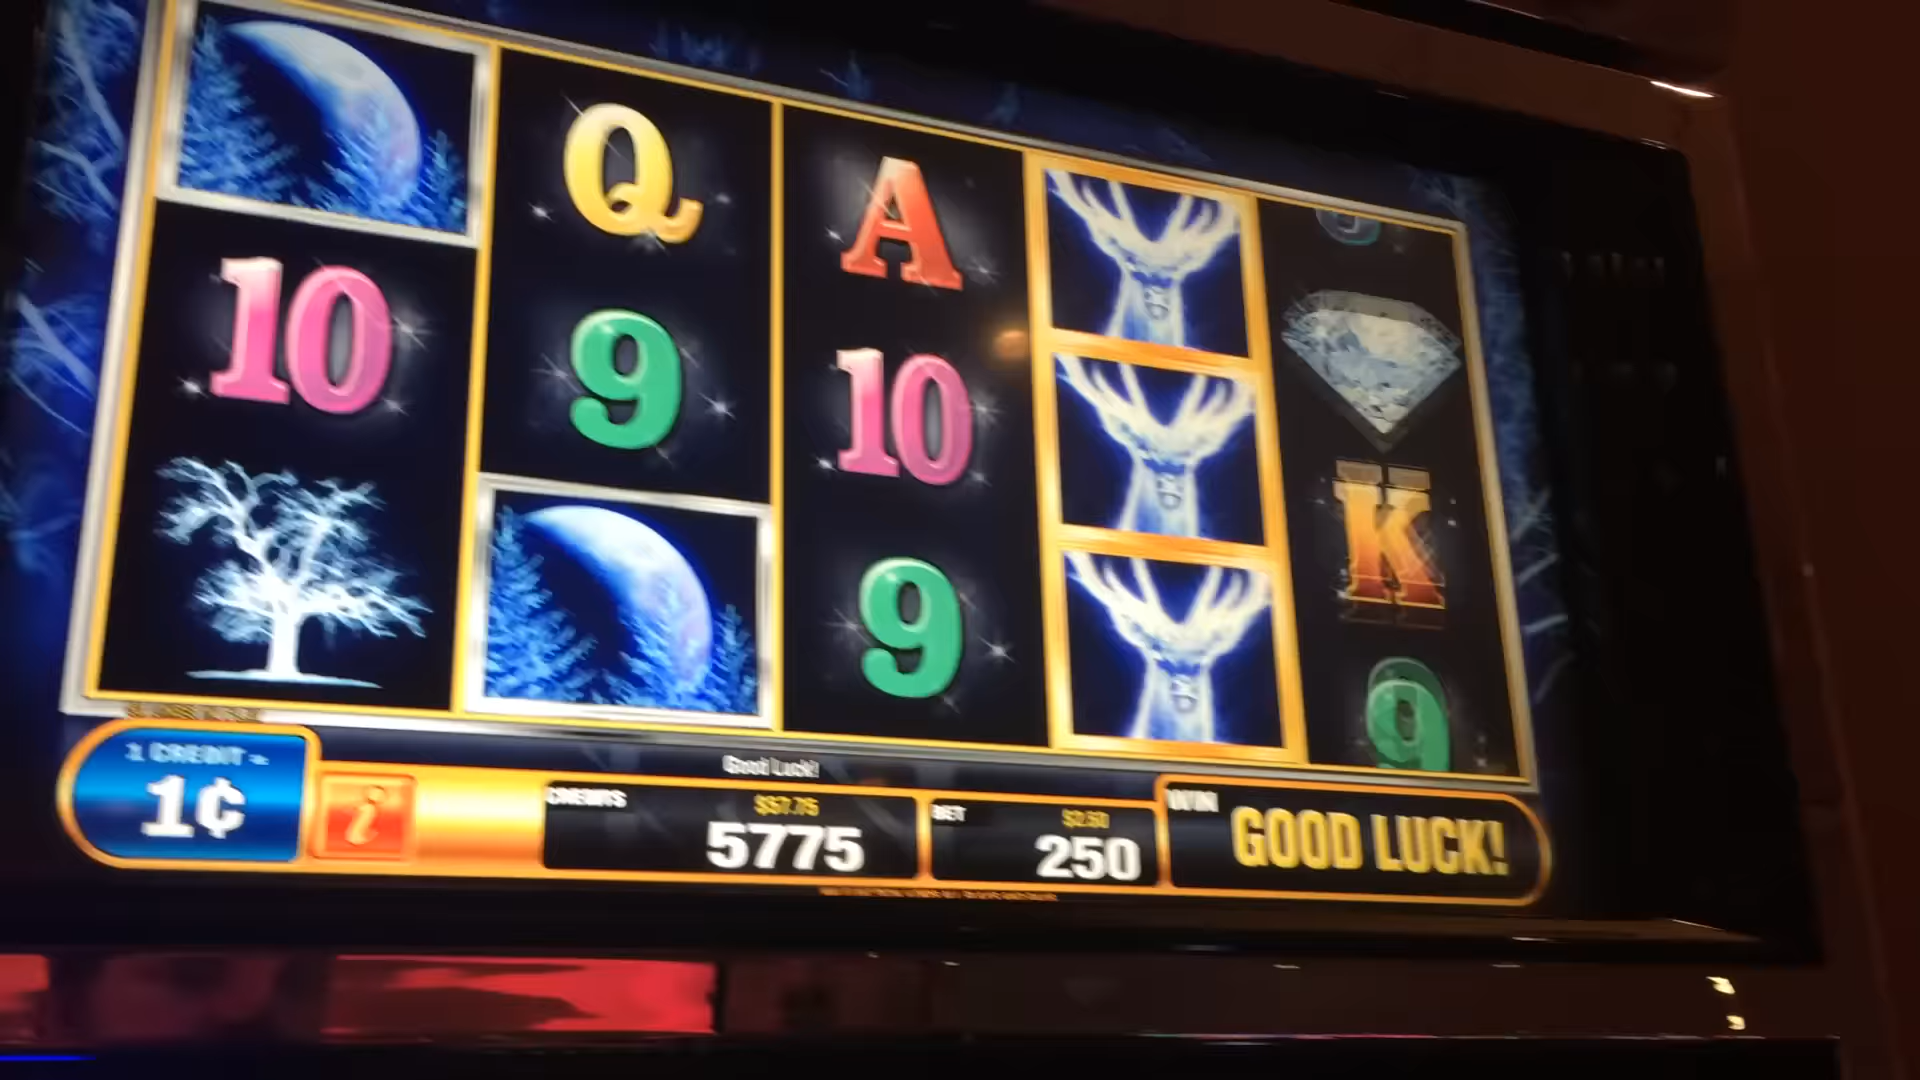 Q
A
9
10
9
10
K
9
9
1 CREDIT =
1¢
i
Good Luck!
CREDITS
$57.75
5775
BET
$2.50
250
WIN
GOOD LUCK!